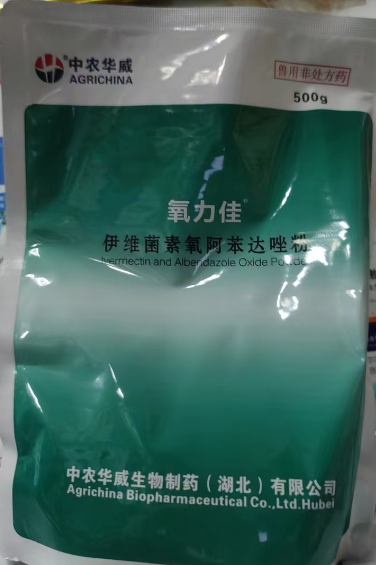 中农华威
AGRICHINA
兽用非处方药
500g
氧力佳
伊维菌素氧阿苯达唑粉
Ivermectin and Albendazole Oxide Powder
中农华威生物制药（湖北）有限公司
Agrichina Biopharmaceutical Co.,Ltd.Hubei